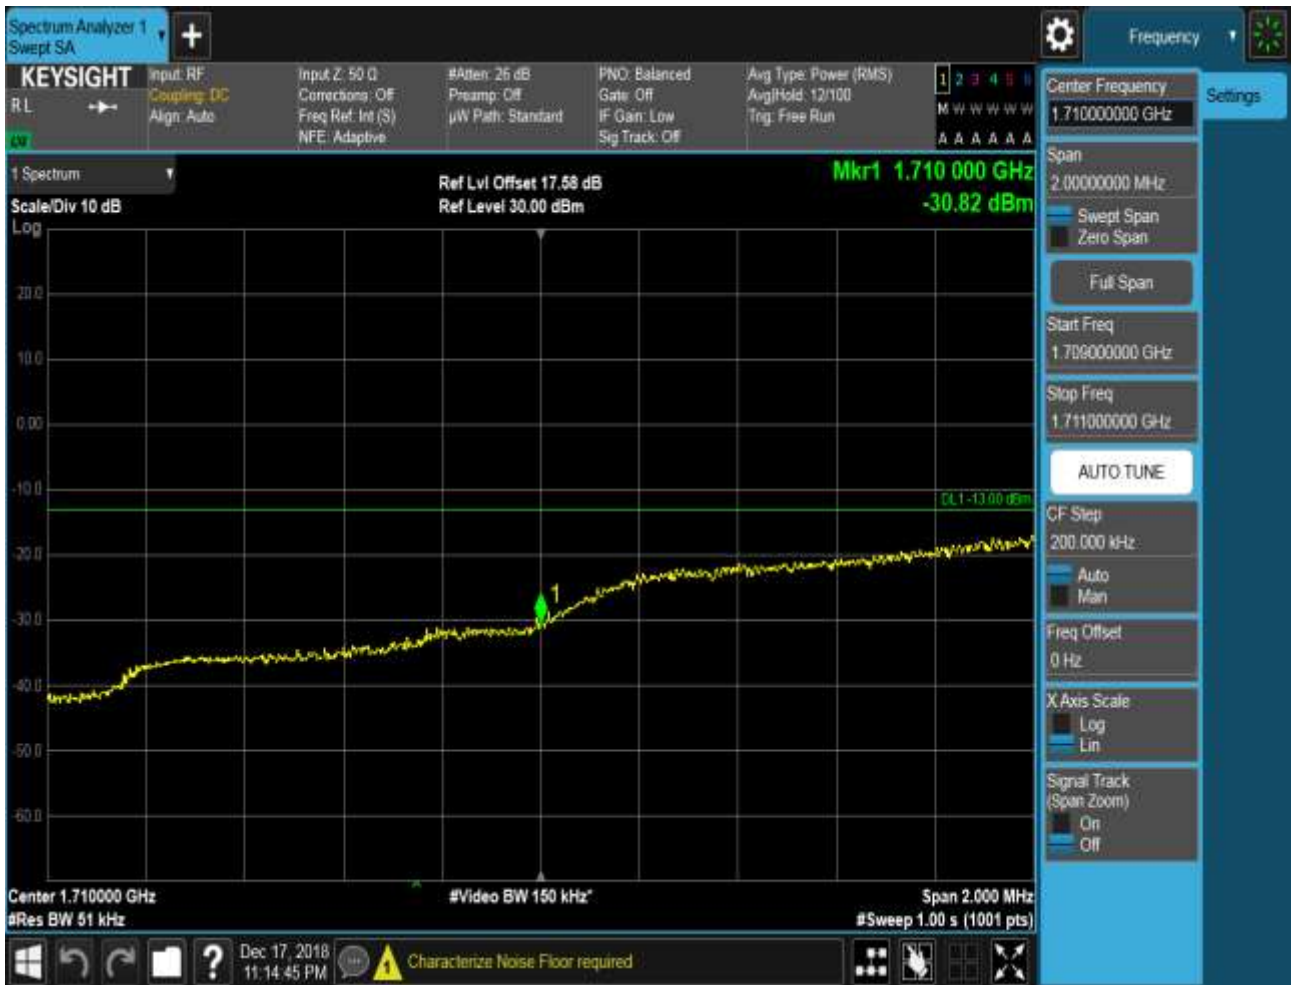 Spectrum Analyzer 1
Swept SA
Frequency
KEYSIGHT
R L
Input: RF
Coupling: DC
Align: Auto
Input Z: 50 Ω
Corrections: Off
Freq Ref: Int (S)
NFE: Adaptive
#Atten: 26 dB
Preamp: Off
µW Path: Standard
PNO: Balanced
Gate: Off
IF Gain: Low
Sig Track: Off
Avg Type: Power (RMS)
Avg|Hold: 12/100
Trig: Free Run
1 2 3 4 5 6
M W W W W W
A A A A A A
1 Spectrum
Scale/Div 10 dB
Log
Ref Lvl Offset 17.58 dB
Ref Level 30.00 dBm
Mkr1 1.710 000 GHz
-30.82 dBm
20.0
10.0
0.00
-10.0
-20.0
-30.0
-40.0
-50.0
-60.0
DL1 -13.00 dBm
1
Center 1.710000 GHz
#Res BW 51 kHz
#Video BW 150 kHz*
Span 2.000 MHz
#Sweep 1.00 s (1001 pts)
Center Frequency
1.710000000 GHz
Settings
Span
2.00000000 MHz
Swept Span
Zero Span
Full Span
Start Freq
1.709000000 GHz
Stop Freq
1.711000000 GHz
AUTO TUNE
CF Step
200.000 kHz
Auto
Man
Freq Offset
0 Hz
X Axis Scale
Log
Lin
Signal Track
(Span Zoom)
On
Off
?
Dec 17, 2018
11:14:45 PM
1
Characterize Noise Floor required